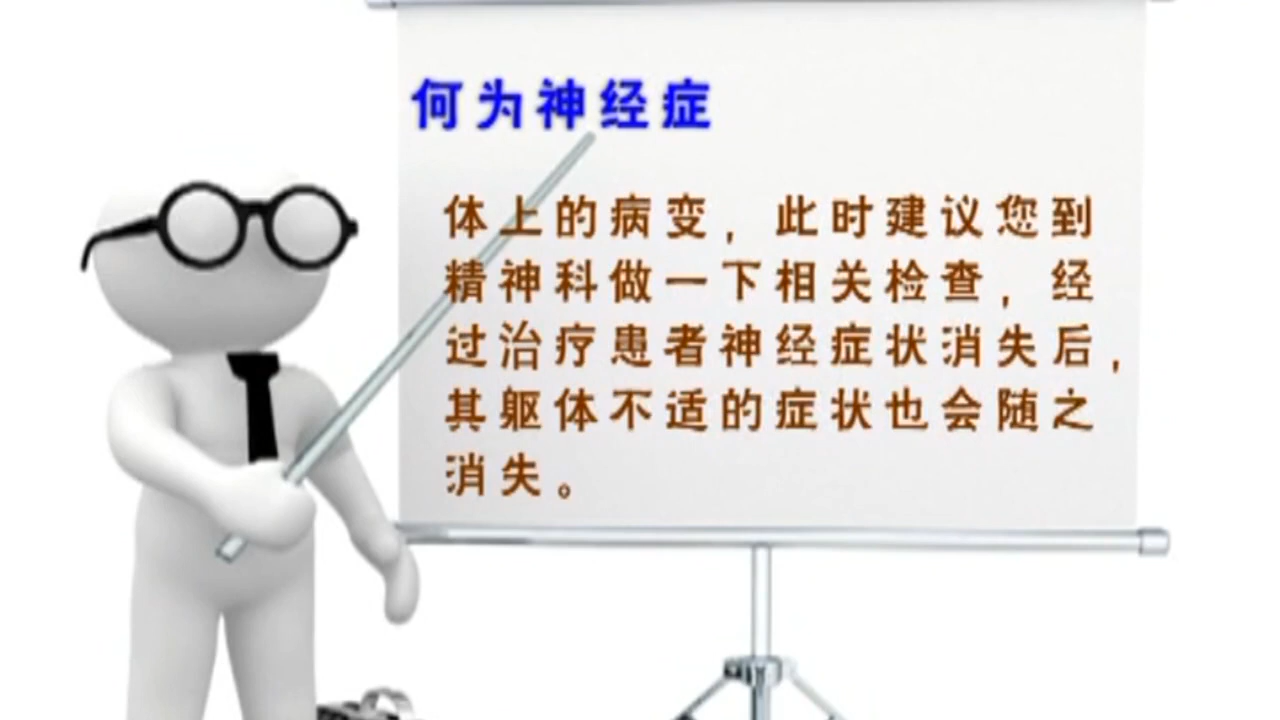 何为神经症
体上的病变，此时建议您到
精神科做一下相关检查，经
过治疗患者神经症状消失后，
其躯体不适的症状也会随之
消失。